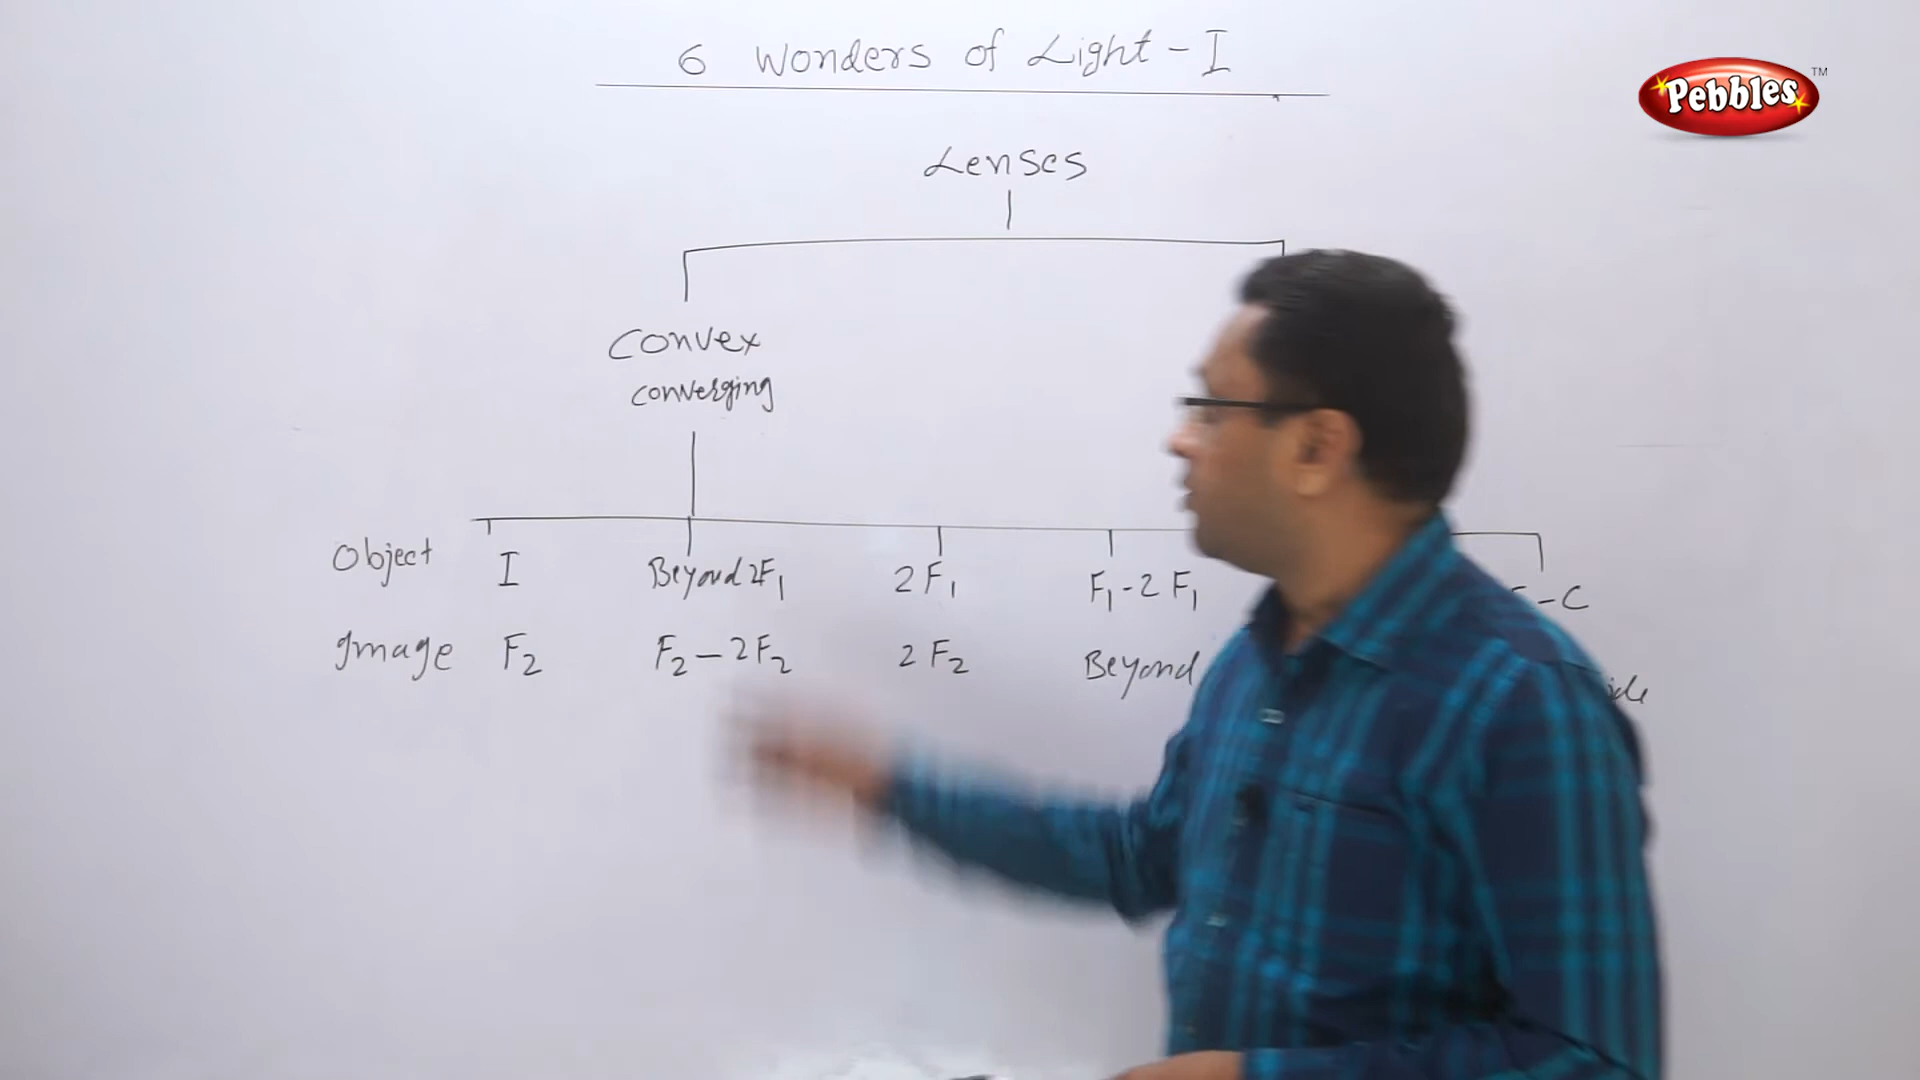 6 Wonders of Light - I
Pebbles TM
Lenses
Convex
converging
Object I Beyond 2F₁ 2F₁ F₁ - 2F₁ - C
Image F₂ F₂ - 2F₂ 2F₂ Beyond